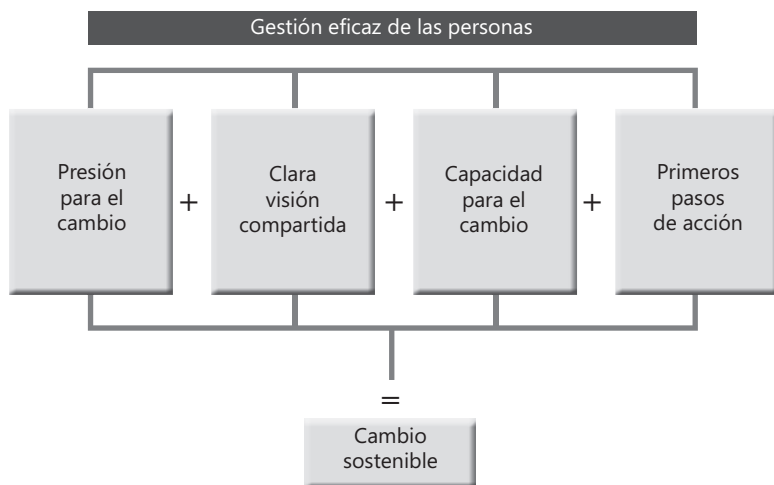 Gestión eficaz de las personas
Presión
para el
cambio
+
Clara
visión
compartida
+
Capacidad
para el
cambio
+
Primeros
pasos
de acción
=
Cambio
sostenible